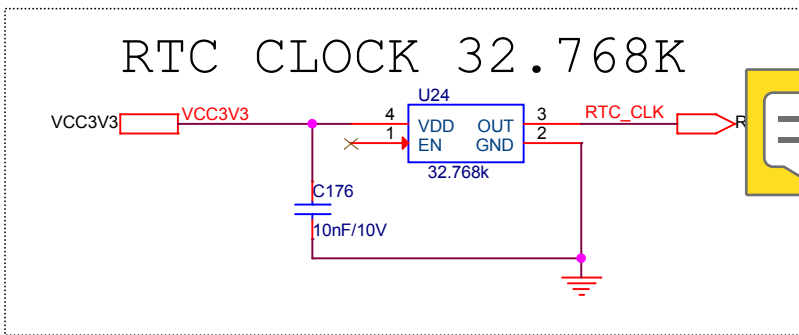 RTC CLOCK 32.768K
U24
VCC3V3 VCC3V3 4 VDD OUT 3 RTC_CLK R
1 EN GND 2
32.768k
C176
10nF/10V